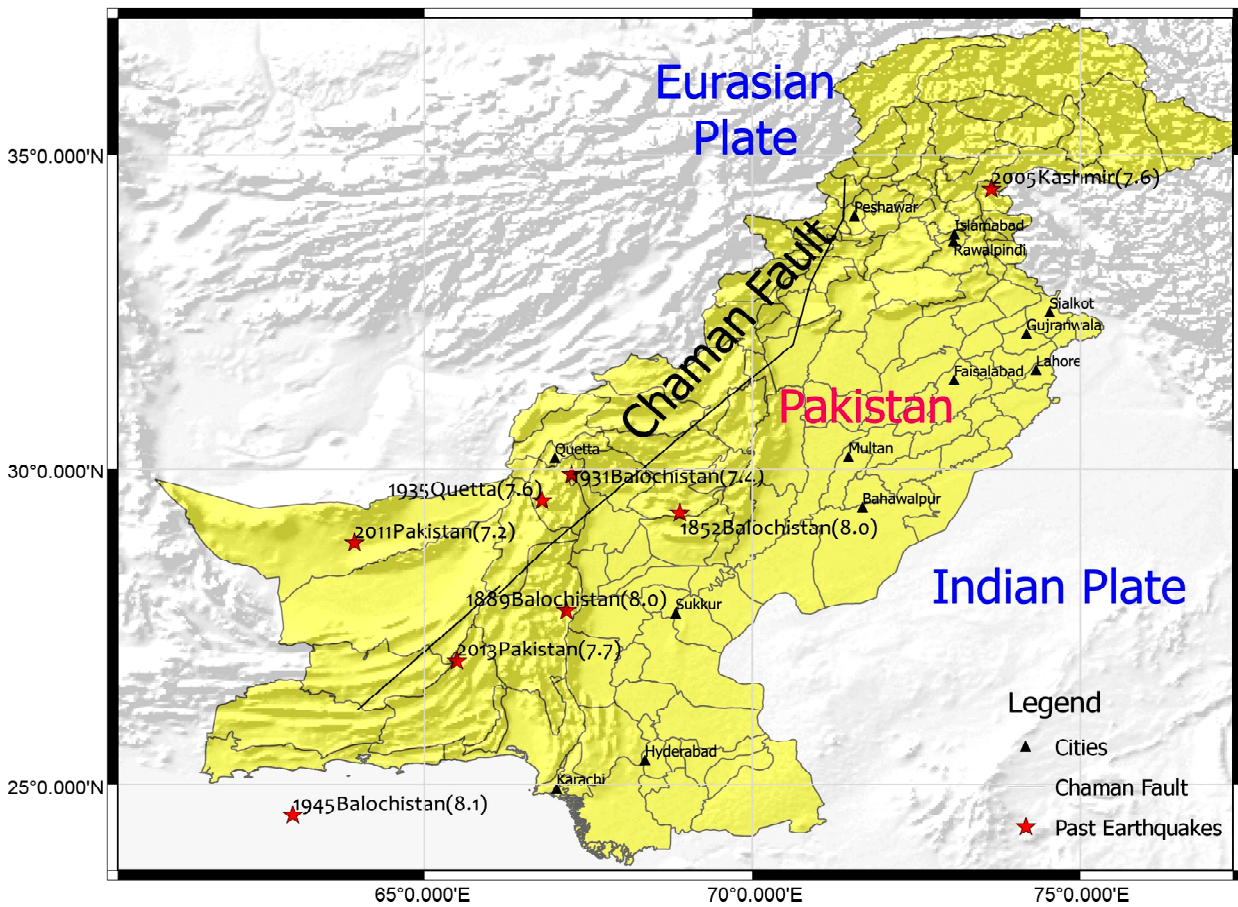 Eurasian
Plate
35°0.000'N
2005Kashmir(7.6)
Peshawar
Islamabad
Rawalpindi
Chaman Fault
Sialkot
Gujranwala
Lahore
Faisalabad
Pakistan
Quetta
Multan
30°0.000'N
1931Balochistan(7.4)
1935Quetta(7.6)
Bahawalpur
2011Pakistan(7.2)
1852Balochistan(8.0)
Indian Plate
1889Balochistan(8.0)
Sukkur
2013Pakistan(7.7)
Legend
Cities
Chaman Fault
Past Earthquakes
Hyderabad
Karachi
25°0.000'N
1945Balochistan(8.1)
65°0.000'E
70°0.000'E
75°0.000'E